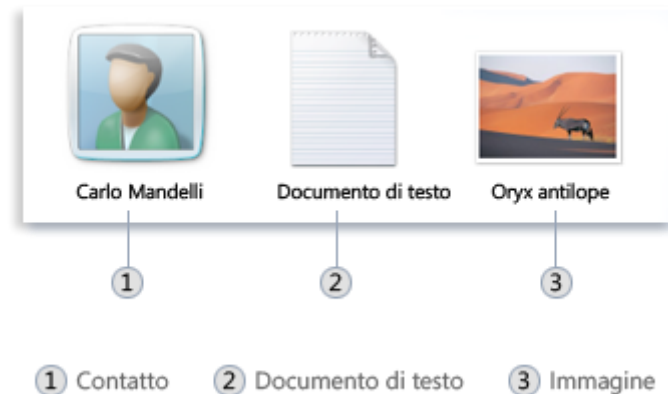 Carlo Mandelli Documento di testo Oryx antilope
1 2 3
1 Contatto 2 Documento di testo 3 Immagine